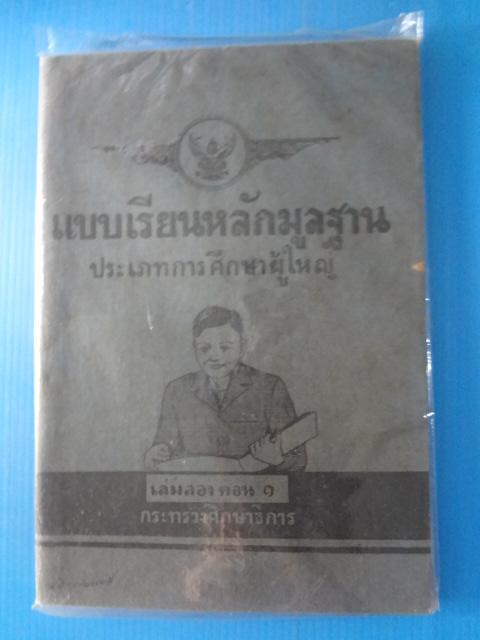 แบบเรียนหลักมูลฐาน
ประเภทการศึกษาผู้ใหญ่
เล่มสอง ตอน ๑
กระทรวงศึกษาธิการ